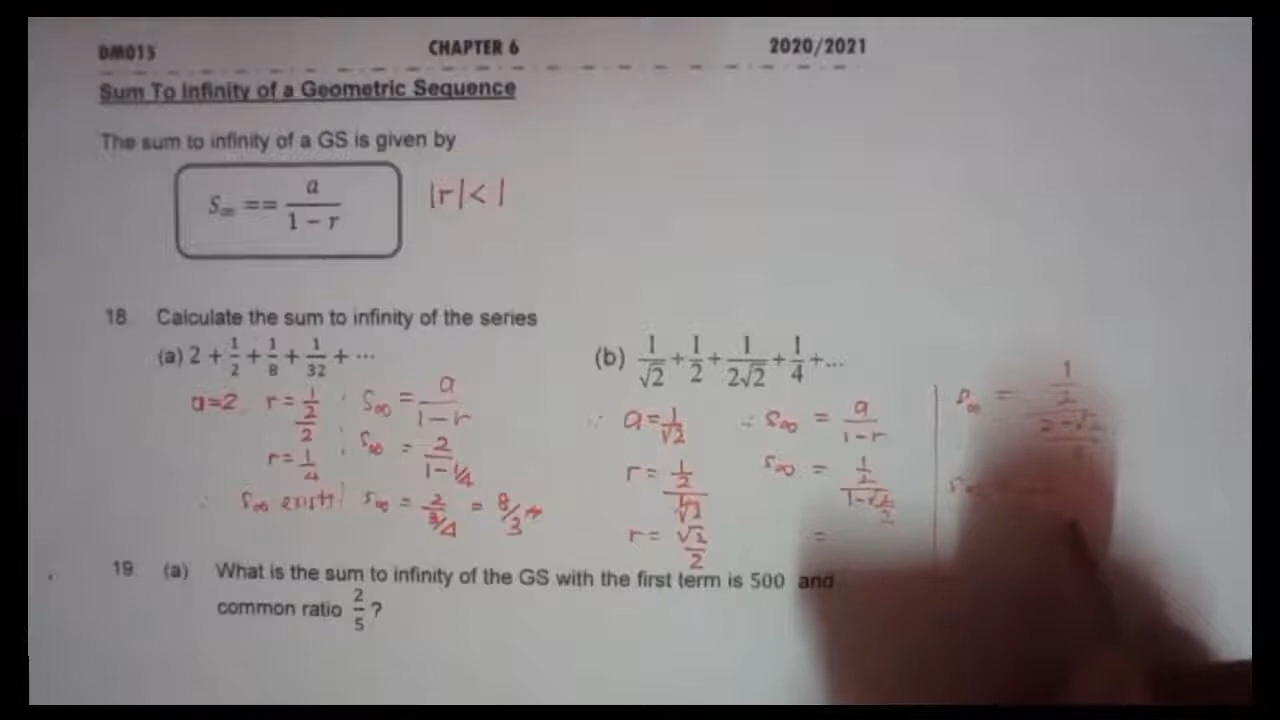 DM015 CHAPTER 6 2020/2021
Sum To Infinity of a Geometric Sequence
The sum to infinity of a GS is given by
S∞ == a/(1 − r) |r| < 1
18. Calculate the sum to infinity of the series
(a) 2 + 1/2 + 1/8 + 1/32 + ...
a=2 r = (1/2)/2 ∴ S∞ = a/(1−r)
r = 1/4 ∴ S∞ = 2/(1−1/4)
∴ S∞ exists! S∞ = 2/(3/4) = 8/3
(b) 1/√2 + 1/2 + 1/(2√2) + 1/4 + ...
∵ a = 1/√2 ∴ S∞ = a/(1−r)
r = (1/2)/(1/√2) S∞ = (1/2)/(1−√2/2)
r = √2/2 =
S∞ = (1/2)/(2−√2
S∞ =
19. (a) What is the sum to infinity of the GS with the first term is 500 and
common ratio 2/5 ?